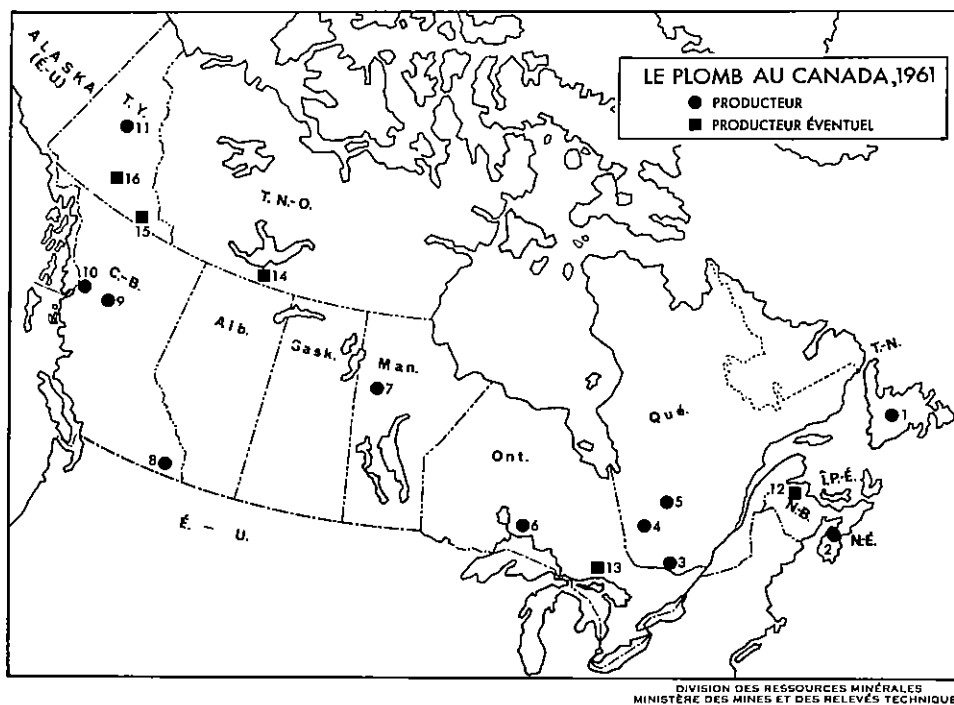 LE PLOMB AU CANADA, 1961
PRODUCTEUR
PRODUCTEUR ÉVENTUEL
ALASKA
(É-U)
T.Y.
11
16
15
T.N.-O.
14
10
C.-B.
9
Alb.
Sask.
Man.
7
8
É. - U.
Ont.
6
13
Qué.
5
4
3
T.-N.
1
12
N.-B.
Î.P.-É.
2
N.-É.
DIVISION DES RESSOURCES MINÉRALES
MINISTÈRE DES MINES ET DES RELEVÉS TECHNIQUE